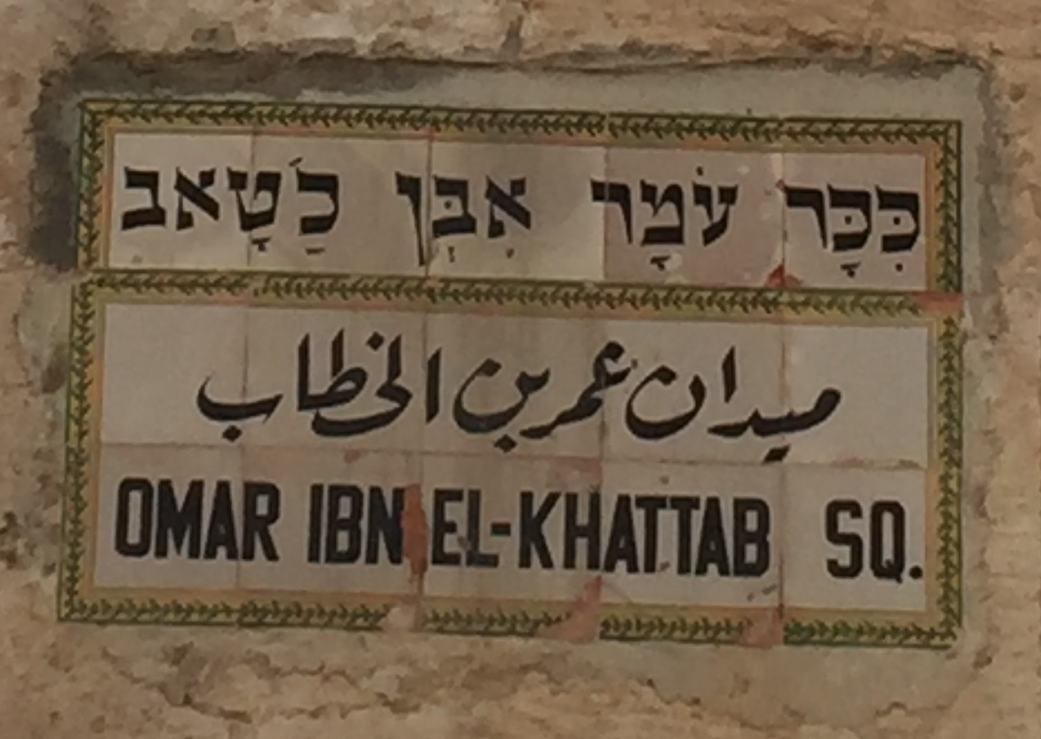 כִּכָּר עֹמָר אִבְּן כַטָאב
ميدان عمر بن الخطاب
OMAR IBN EL-KHATTAB SQ.